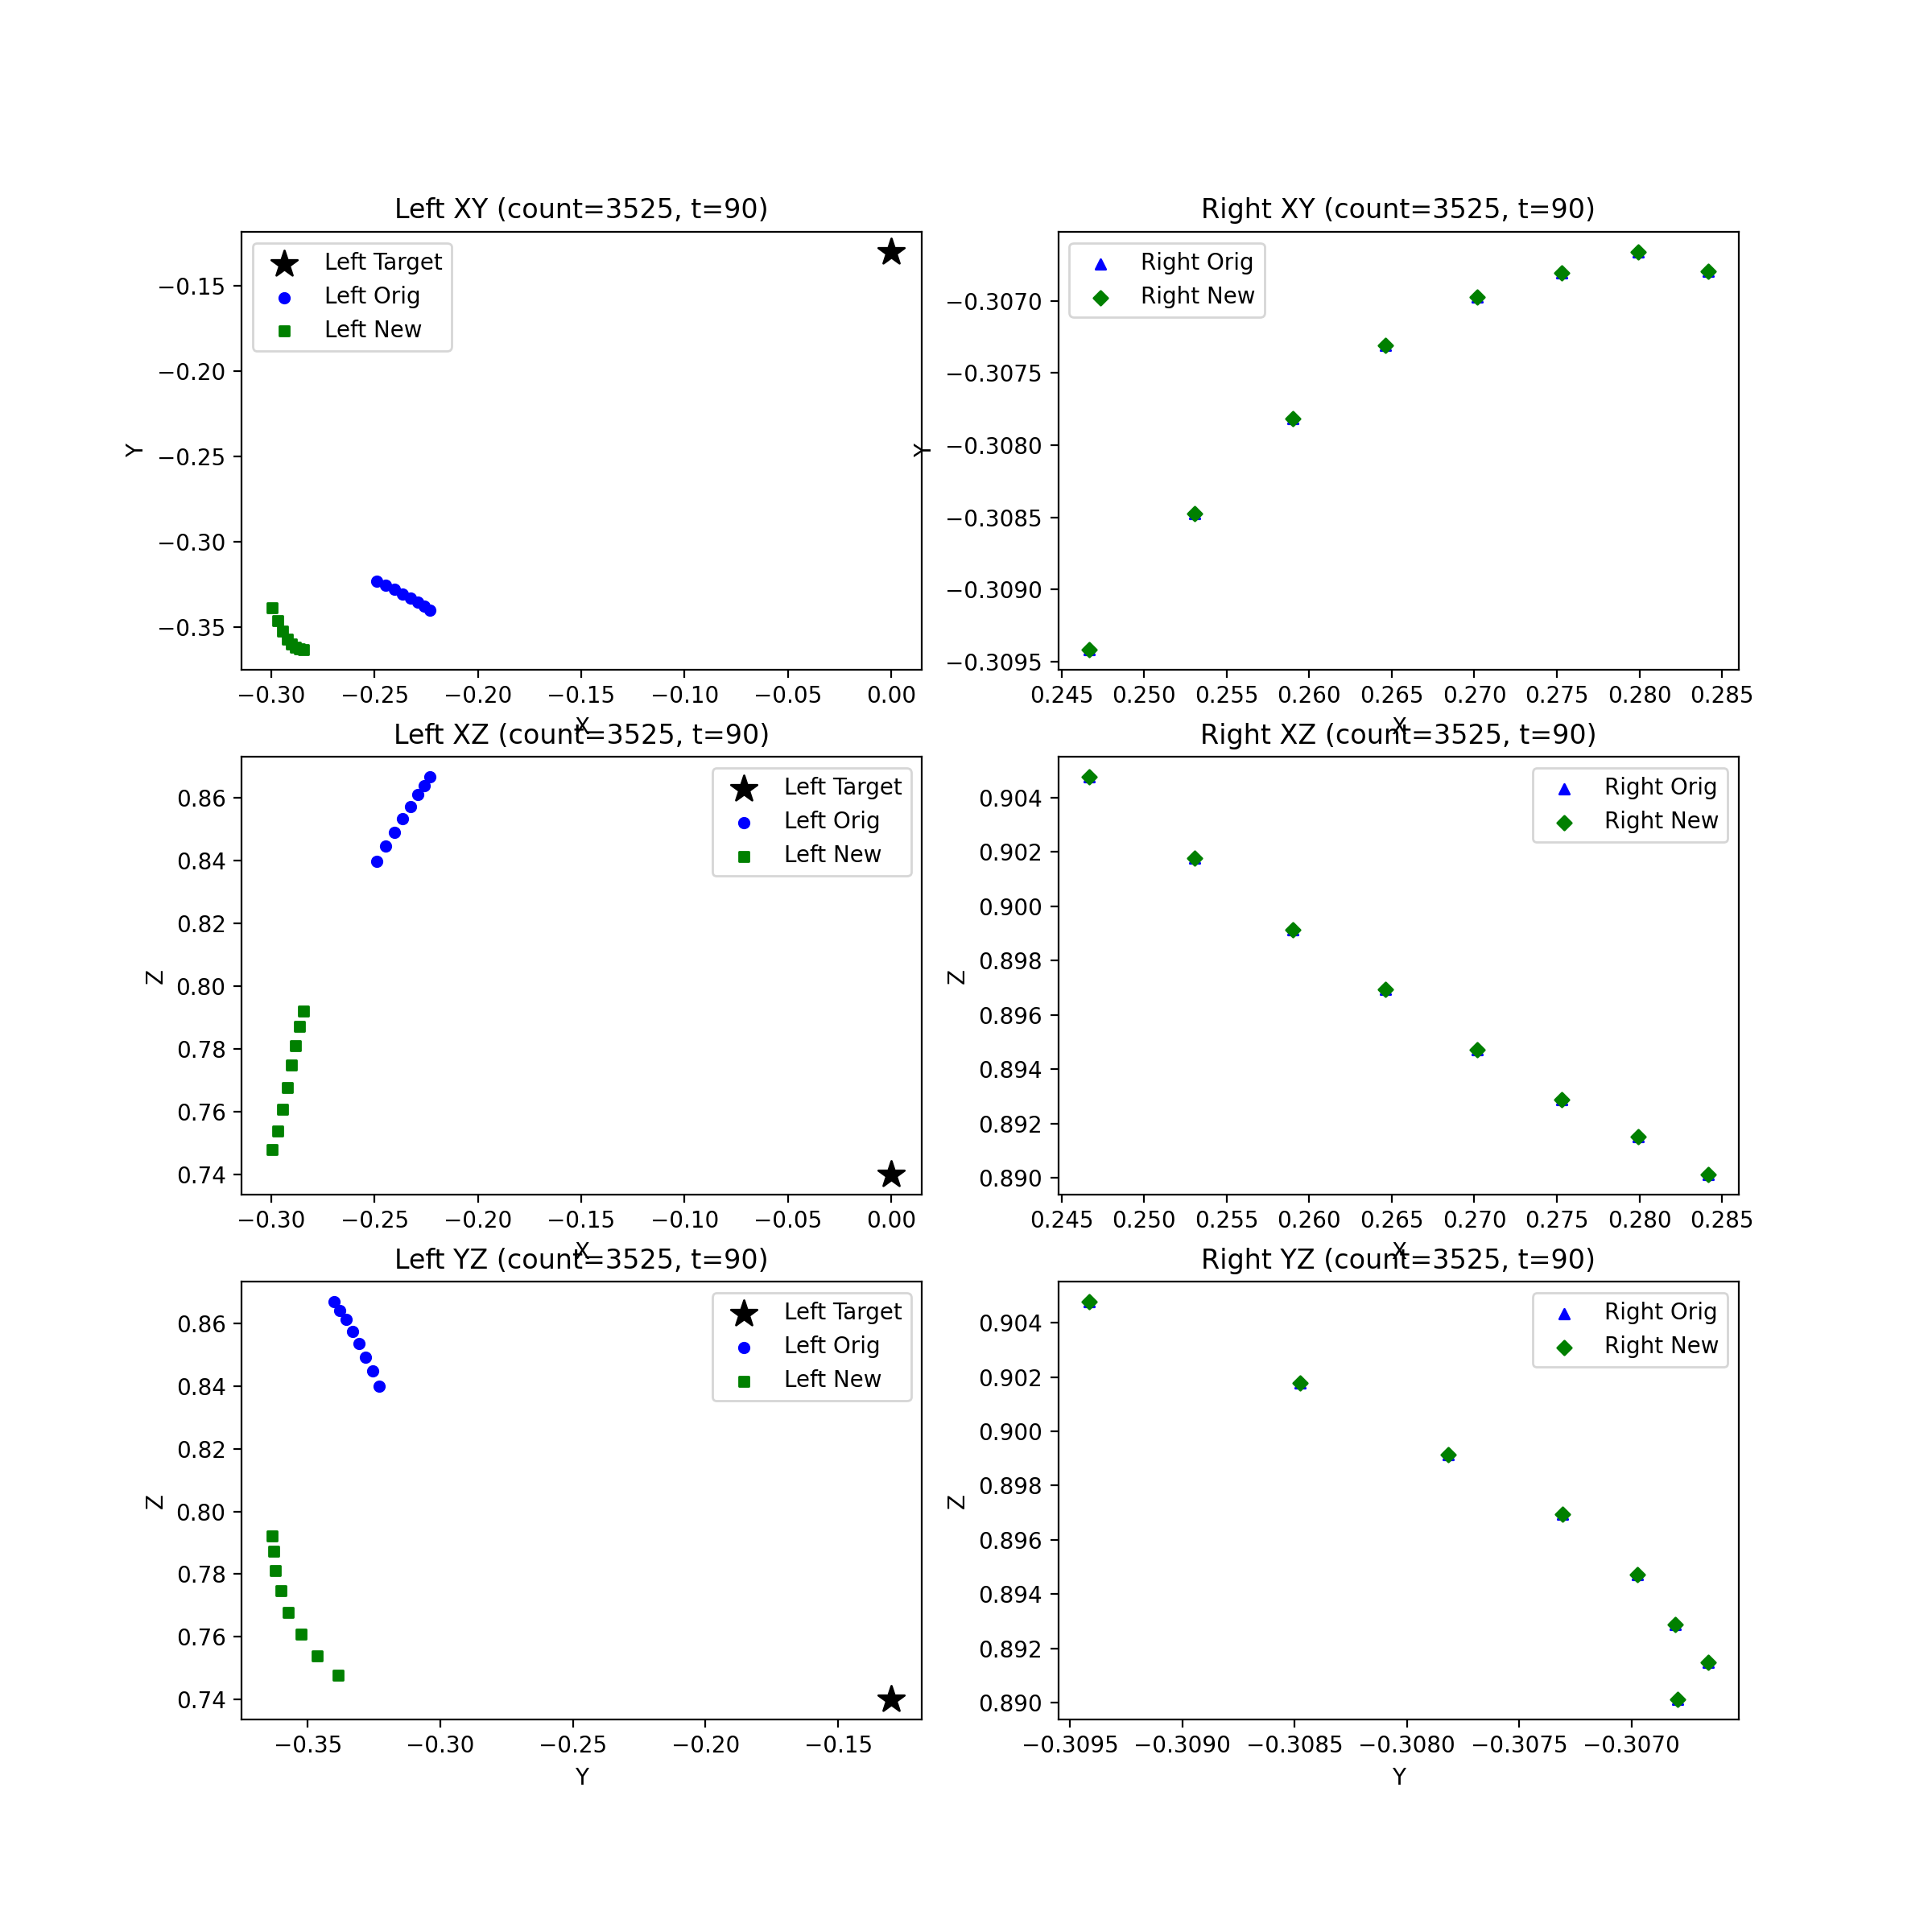 Left XY (count=3525, t=90)
Left Target
Left Orig
Left New
−0.15
−0.20
−0.25
−0.30
−0.35
Y
−0.30 −0.25 −0.20 −0.15 −0.10 −0.05 0.00
X
Right XY (count=3525, t=90)
Right Orig
Right New
−0.3070
−0.3075
−0.3080
−0.3085
−0.3090
−0.3095
Y
0.245 0.250 0.255 0.260 0.265 0.270 0.275 0.280 0.285
X
Left XZ (count=3525, t=90)
Left Target
Left Orig
Left New
0.86
0.84
0.82
0.80
0.78
0.76
0.74
Z
−0.30 −0.25 −0.20 −0.15 −0.10 −0.05 0.00
X
Right XZ (count=3525, t=90)
Right Orig
Right New
0.904
0.902
0.900
0.898
0.896
0.894
0.892
0.890
Z
0.245 0.250 0.255 0.260 0.265 0.270 0.275 0.280 0.285
X
Left YZ (count=3525, t=90)
Left Target
Left Orig
Left New
0.86
0.84
0.82
0.80
0.78
0.76
0.74
Z
−0.35 −0.30 −0.25 −0.20 −0.15
Y
Right YZ (count=3525, t=90)
Right Orig
Right New
0.904
0.902
0.900
0.898
0.896
0.894
0.892
0.890
Z
−0.3095 −0.3090 −0.3085 −0.3080 −0.3075 −0.3070
Y